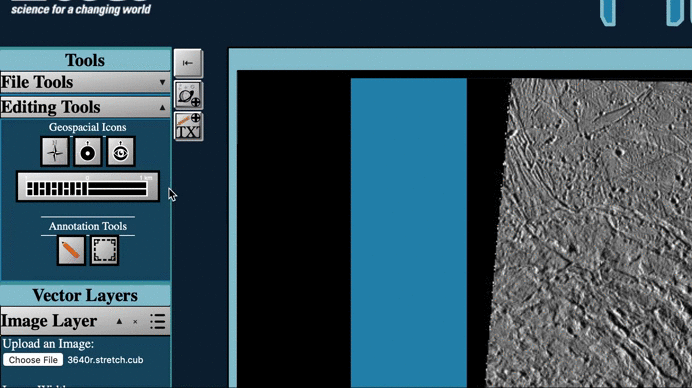 science for a changing world
Tools
File Tools ▼
Editing Tools ▲
Geospacial Icons
0 1 km
Annotation Tools
TXT
Vector Layers
Image Layer ▲ ×
Upload an Image:
Choose File 3640r.stretch.cub